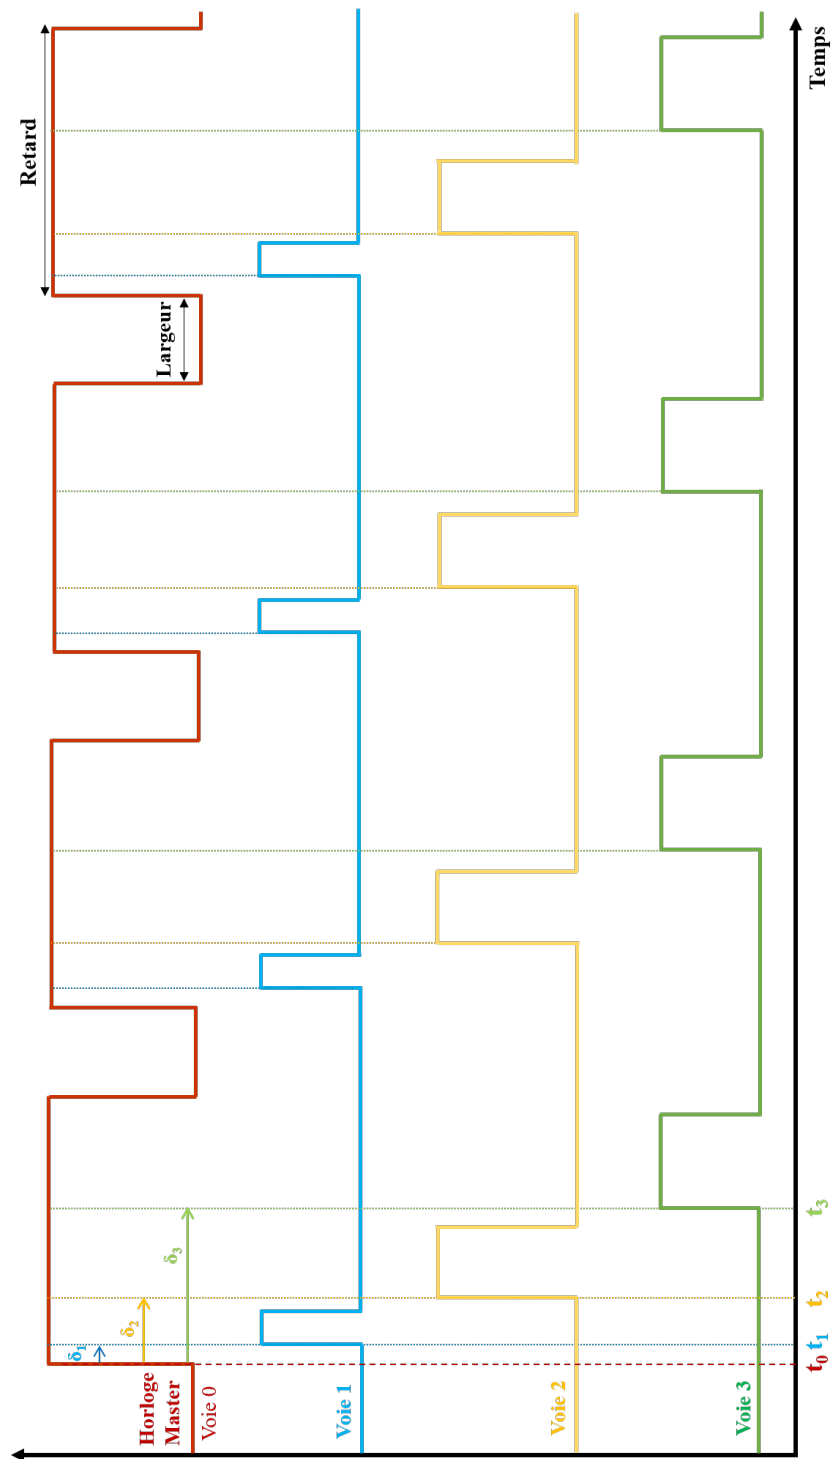 Retard
Largeur
δ1
δ2
δ3
Horloge
Master
Voie 0
Voie 1
Voie 2
Voie 3
t0
t1
t2
t3
Temps